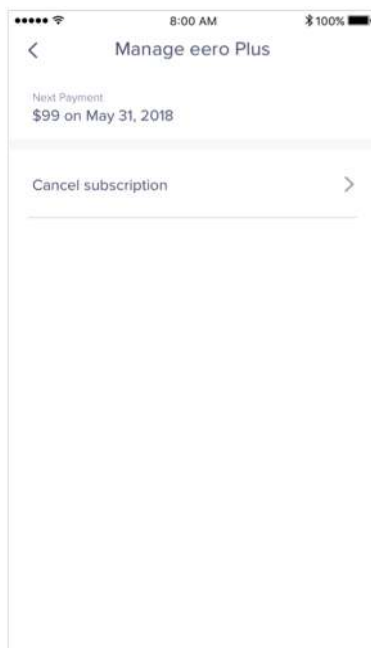 8:00 AM
100%
Manage eero Plus
Next Payment
$99 on May 31, 2018
Cancel subscription